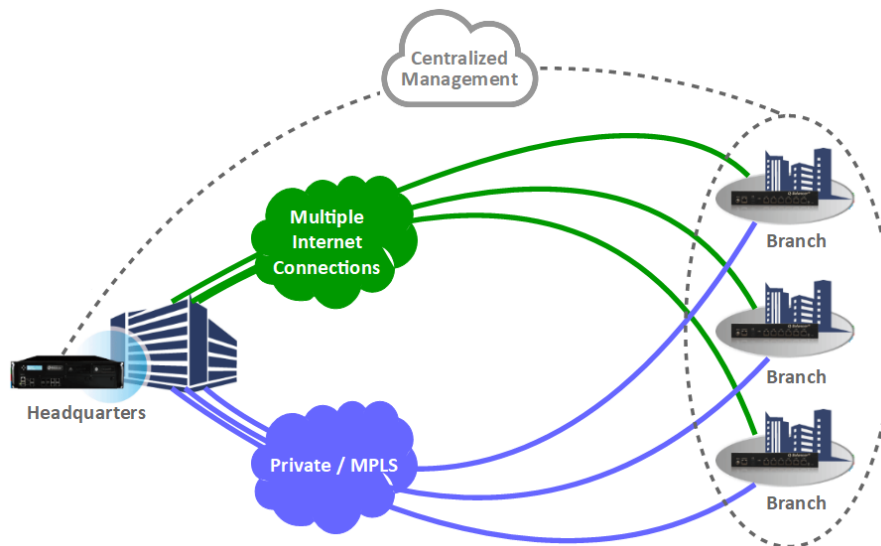 Centralized
Management
Multiple
Internet
Connections
Branch
Branch
Headquarters
Private / MPLS
Branch